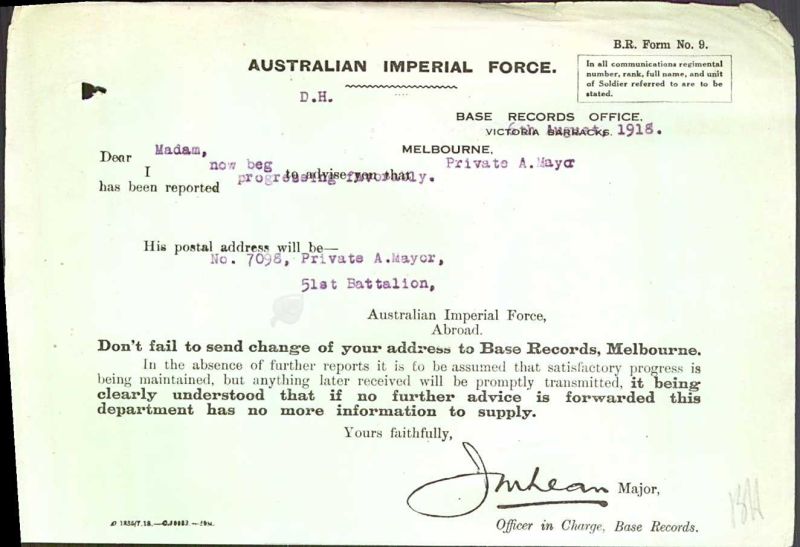 B.R. Form No. 9.
AUSTRALIAN IMPERIAL FORCE.
In all communications regimental
number, rank, full name, and unit
of Soldier referred to are to be
stated.
D.H.
BASE RECORDS OFFICE,
VICTORIA BARRACKS,
6th August, 1918.
MELBOURNE,
Dear Madam,
I now beg to advise you that Private A.Mayor
has been reported progressing favorably.
His postal address will be—
No. 7098, Private A.Mayor,
51st Battalion,
Australian Imperial Force,
Abroad.
Don't fail to send change of your address to Base Records, Melbourne.
In the absence of further reports it is to be assumed that satisfactory progress is
being maintained, but anything later received will be promptly transmitted, it being
clearly understood that if no further advice is forwarded this
department has no more information to supply.
Yours faithfully,
JMLean Major,
Officer in Charge, Base Records.